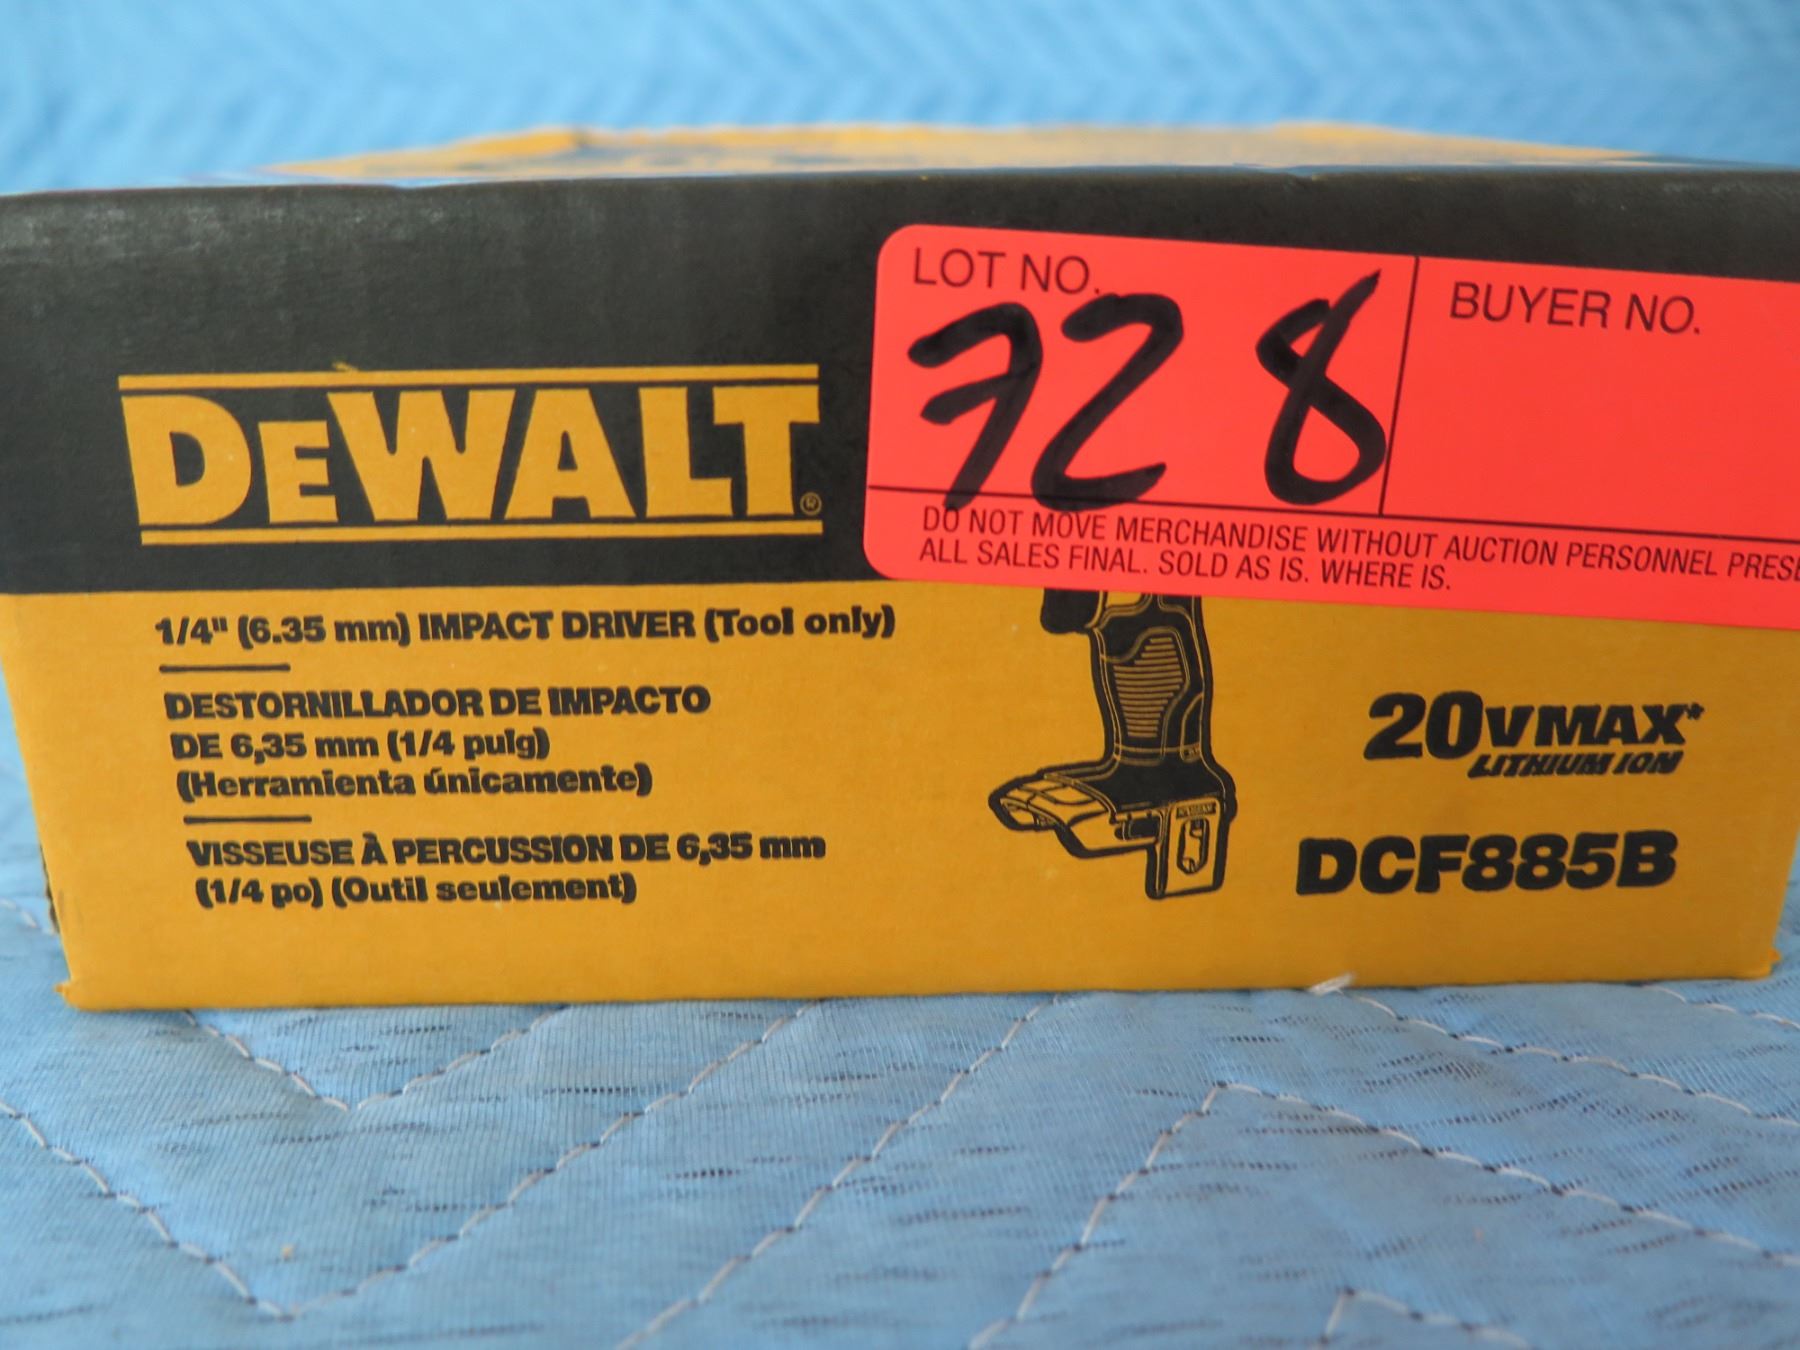 LOT NO.
728
BUYER NO.
DO NOT MOVE MERCHANDISE WITHOUT AUCTION PERSONNEL PRESE
ALL SALES FINAL. SOLD AS IS. WHERE IS.
DEWALT®
1/4" (6.35 mm) IMPACT DRIVER (Tool only)
DESTORNILLADOR DE IMPACTO
DE 6,35 mm (1/4 pulg)
(Herramienta únicamente)
VISSEUSE À PERCUSSION DE 6,35 mm
(1/4 po) (Outil seulement)
20V MAX*
LITHIUM ION
DCF885B